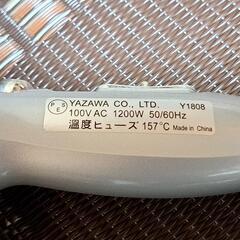 P S E
YAZAWA CO., LTD. Y1808
100V AC 1200W 50/60Hz
温度ヒューズ 157°C Made in China